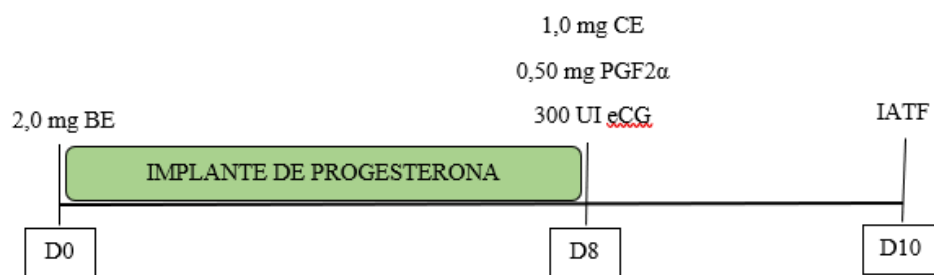 1,0 mg CE
0,50 mg PGF2α
300 UI eCG
2,0 mg BE
IATF
IMPLANTE DE PROGESTERONA
D0
D8
D10